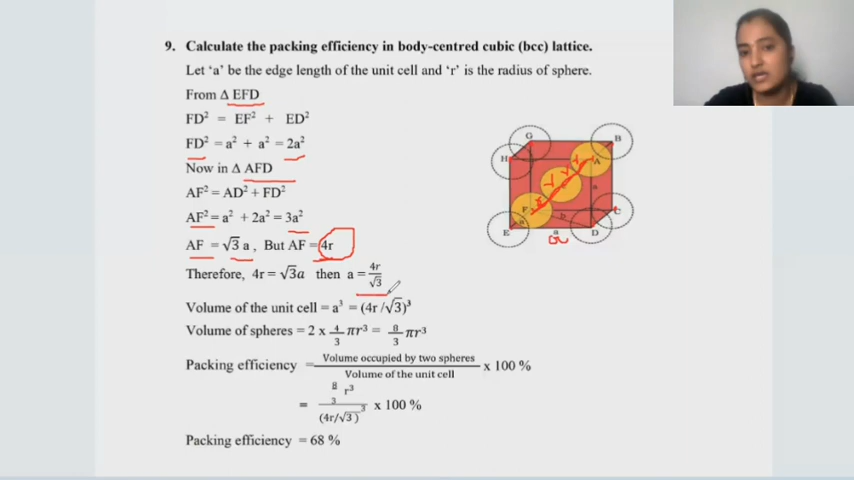 9. Calculate the packing efficiency in body-centred cubic (bcc) lattice.
Let 'a' be the edge length of the unit cell and 'r' is the radius of sphere.
From Δ EFD
FD² = EF² + ED²
FD² = a² + a² = 2a²
Now in Δ AFD
AF² = AD² + FD²
AF² = a² + 2a² = 3a²
AF = √3 a , But AF = 4r
Therefore, 4r = √3a then a = 4r/√3
Volume of the unit cell = a³ = (4r /√3)³
Volume of spheres = 2 x 4/3 πr³ = 8/3 πr³
Packing efficiency = Volume occupied by two spheres / Volume of the unit cell x 100 %
= 8/3 r³ / (4r/√3)³ x 100 %
Packing efficiency = 68 %
G
B
H
A
a
F
C
b
a
E
a
D
a